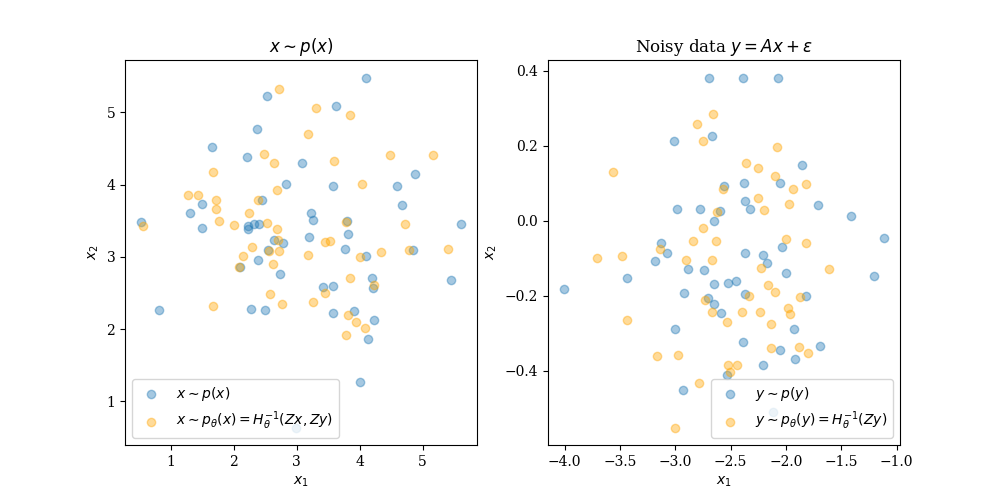 x ∼ p(x)
5
4
3
2
1
x₂
x ∼ p(x)
x ∼ p_θ(x) = H_θ⁻¹(Zx, Zy)
1 2 3 4 5
x₁
Noisy data y = Ax + ε
0.4
0.2
0.0
−0.2
−0.4
x₂
y ∼ p(y)
y ∼ p_θ(y) = H_θ⁻¹(Zy)
−4.0 −3.5 −3.0 −2.5 −2.0 −1.5 −1.0
x₁